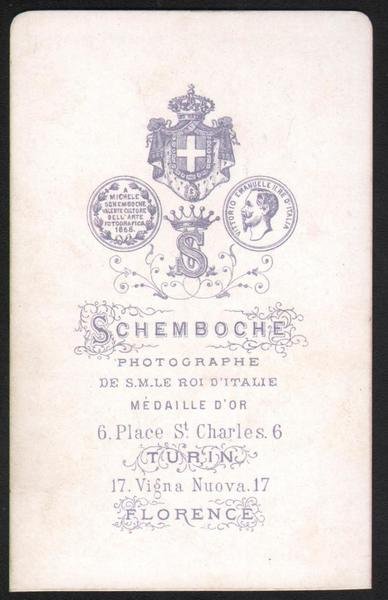 A
MICHELE
SCHEMBOCHE
VALENTE CULTORE
DELL'ARTE
FOTOGRAFICA
1868.
VITTORIO EMANUELE II RE D'ITALIA
S
SCHEMBOCHE
PHOTOGRAPHE
DE S.M. LE ROI D'ITALIE
MÉDAILLE D'OR
6. Place St. Charles. 6
TURIN
17. Vigna Nuova. 17
FLORENCE